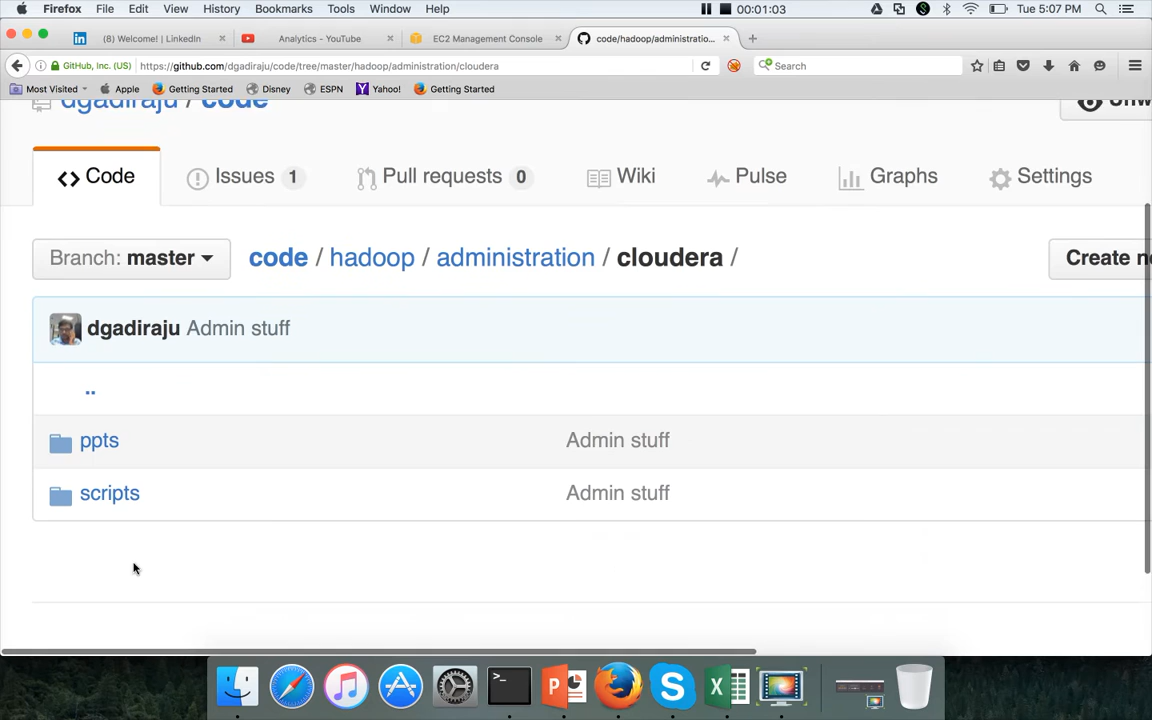 Firefox File Edit View History Bookmarks Tools Window Help 00:01:03 Tue 5:07 PM
(8) Welcome! | LinkedIn Analytics - YouTube EC2 Management Console code/hadoop/administratio...
GitHub, Inc. (US) https://github.com/dgadiraju/code/tree/master/hadoop/administration/cloudera Search
Most Visited Apple Getting Started Disney ESPN Yahoo! Getting Started
dgadiraju / code
Code Issues 1 Pull requests 0 Wiki Pulse Graphs Settings
Branch: master code / hadoop / administration / cloudera / Create
dgadiraju Admin stuff
..
ppts Admin stuff
scripts Admin stuff